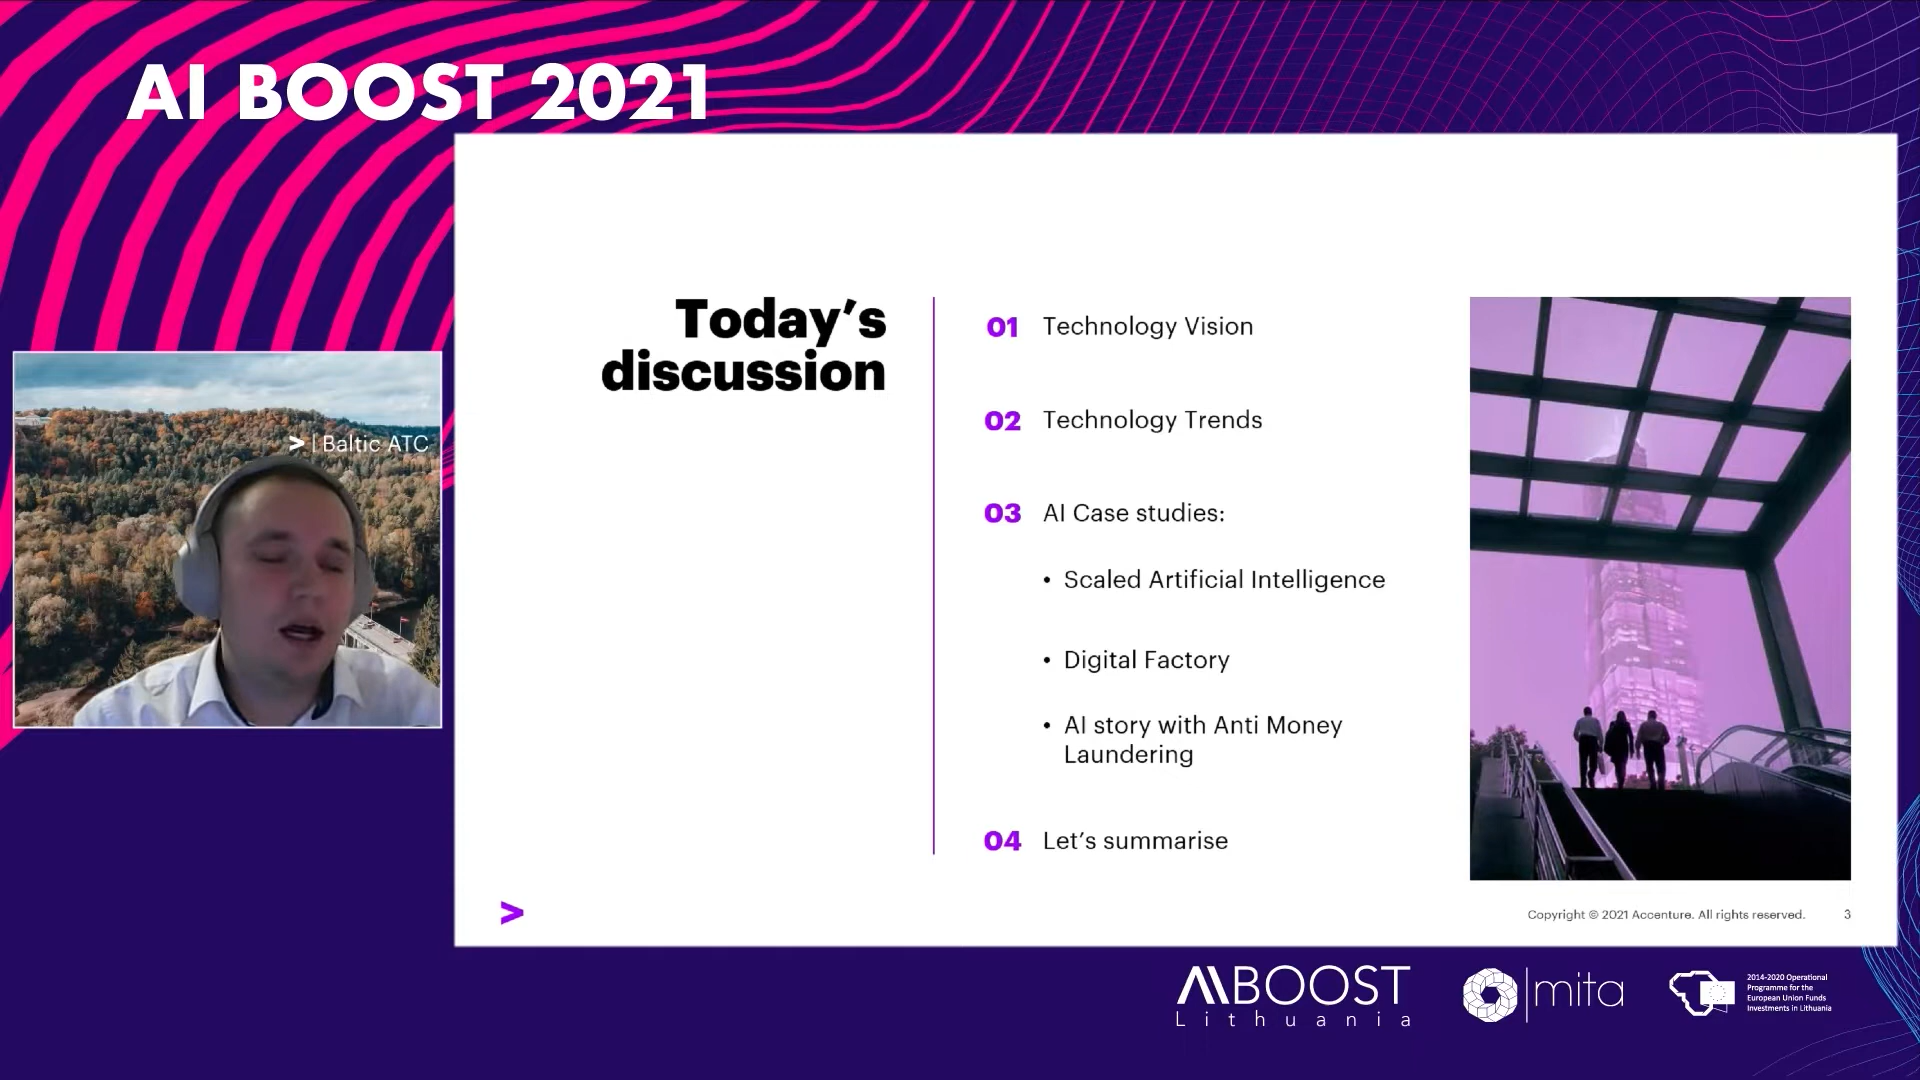 AI BOOST 2021
> | Baltic ATC
Today's
discussion
01 Technology Vision
02 Technology Trends
03 AI Case studies:
• Scaled Artificial Intelligence
• Digital Factory
• AI story with Anti Money
Laundering
04 Let's summarise
>
Copyright © 2021 Accenture. All rights reserved. 3
AI BOOST
Lithuania
mita
2014-2020 Operational
Programme for the
European Union Funds
Investments in Lithuania